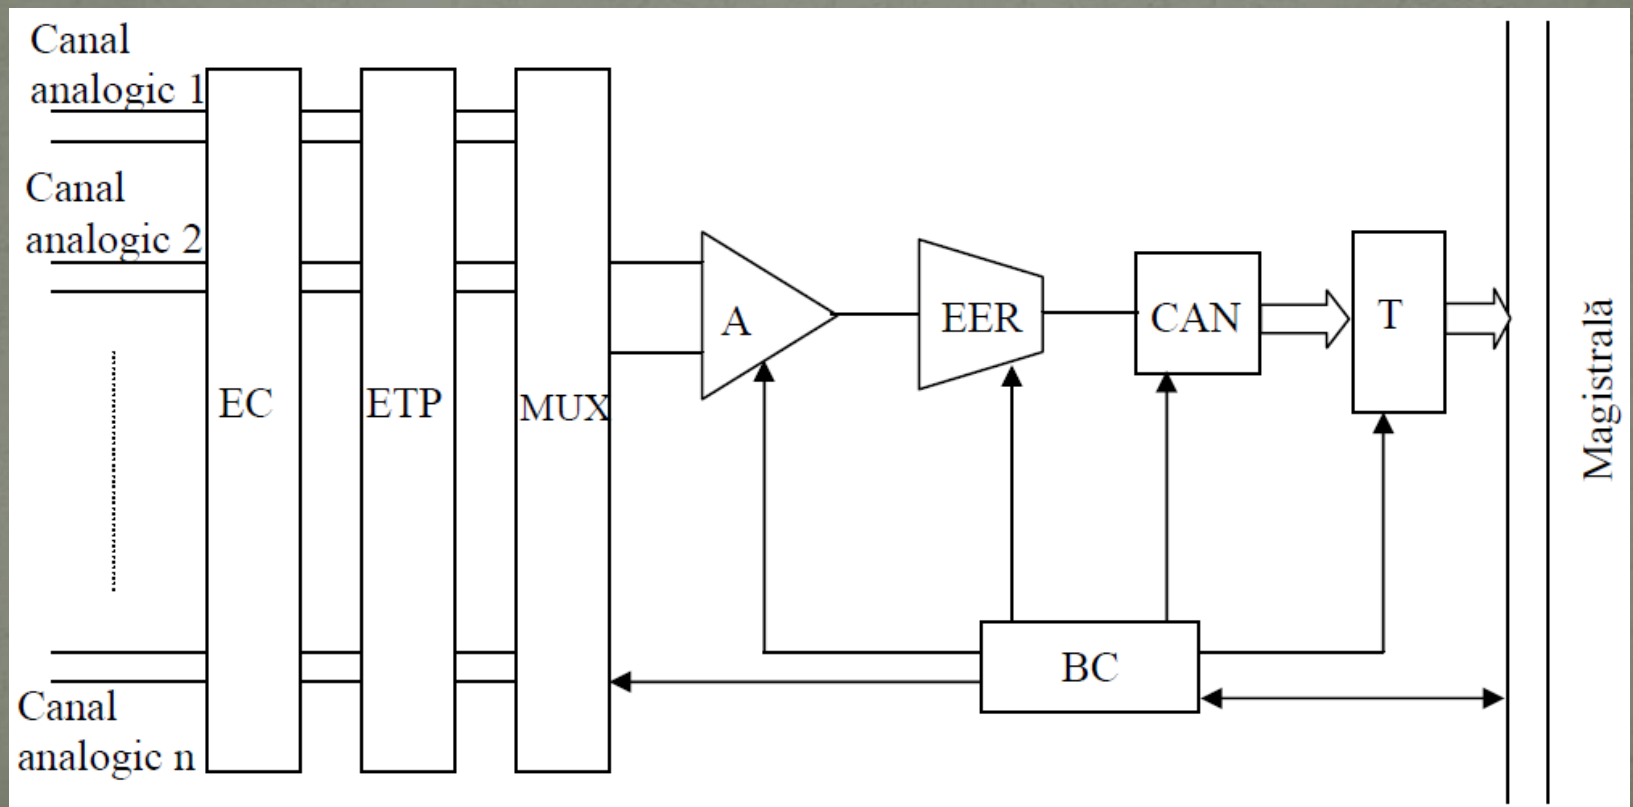 Canal
analogic 1
Canal
analogic 2
Canal
analogic n
EC
ETP
MUX
A
EER
CAN
T
BC
Magistrală